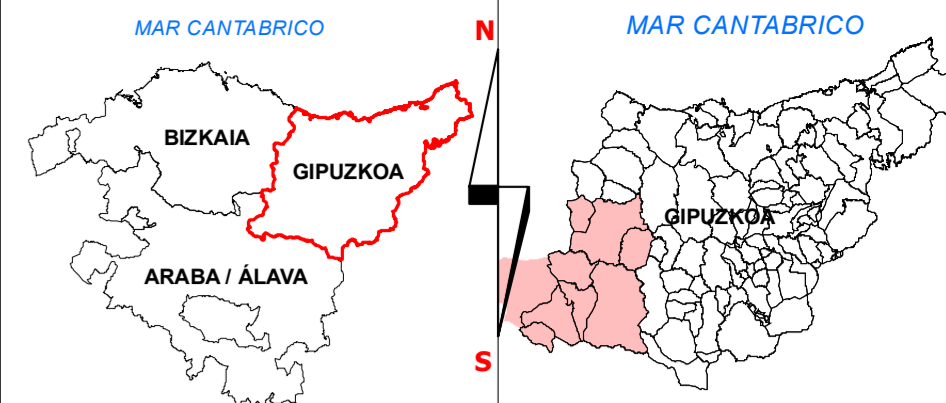 MAR CANTABRICO
N
MAR CANTABRICO
BIZKAIA
GIPUZKOA
GIPUZKOA
ARABA / ÁLAVA
S